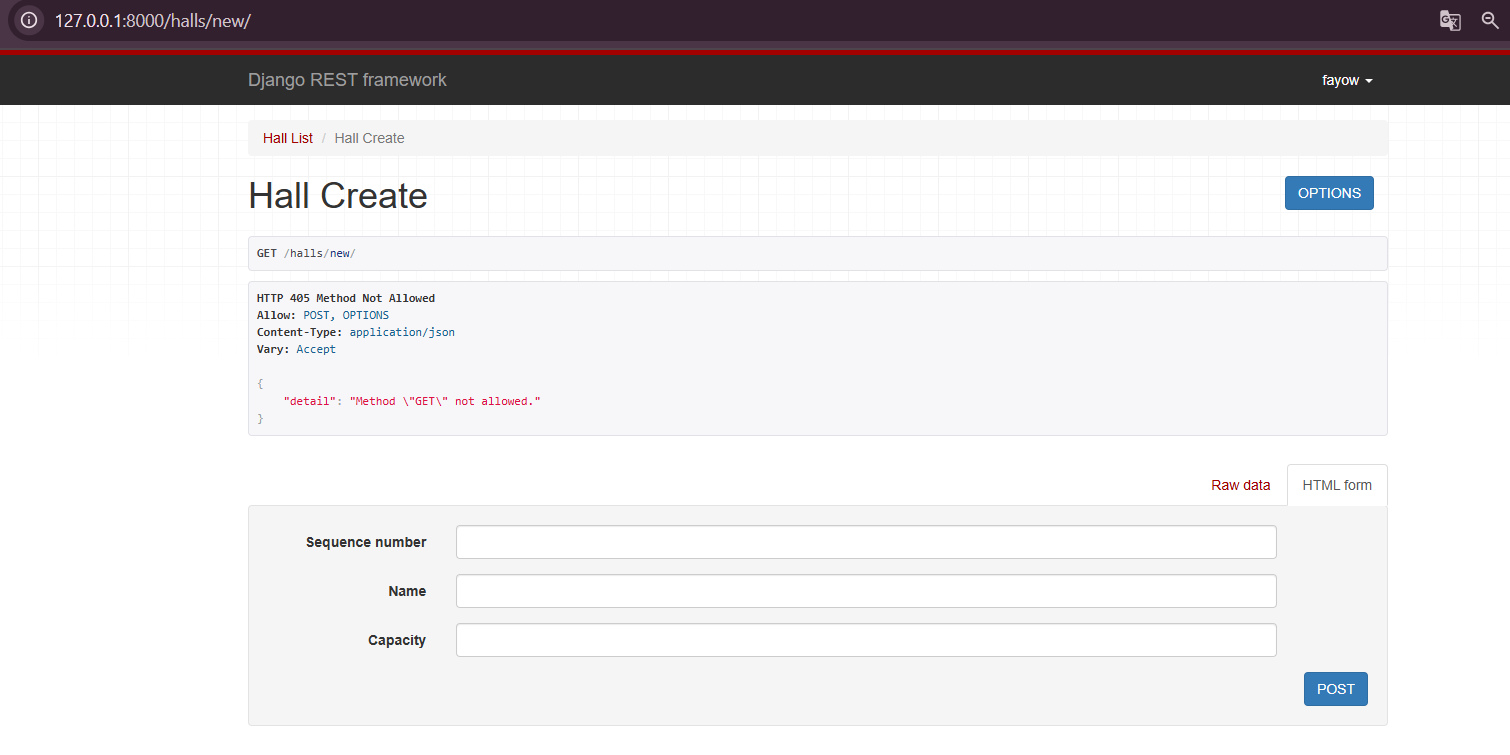 127.0.0.1:8000/halls/new/
Django REST framework
fayow
Hall List / Hall Create
Hall Create
OPTIONS
GET /halls/new/
HTTP 405 Method Not Allowed
Allow: POST, OPTIONS
Content-Type: application/json
Vary: Accept
{
"detail": "Method \"GET\" not allowed."
}
Raw data
HTML form
Sequence number
Name
Capacity
POST